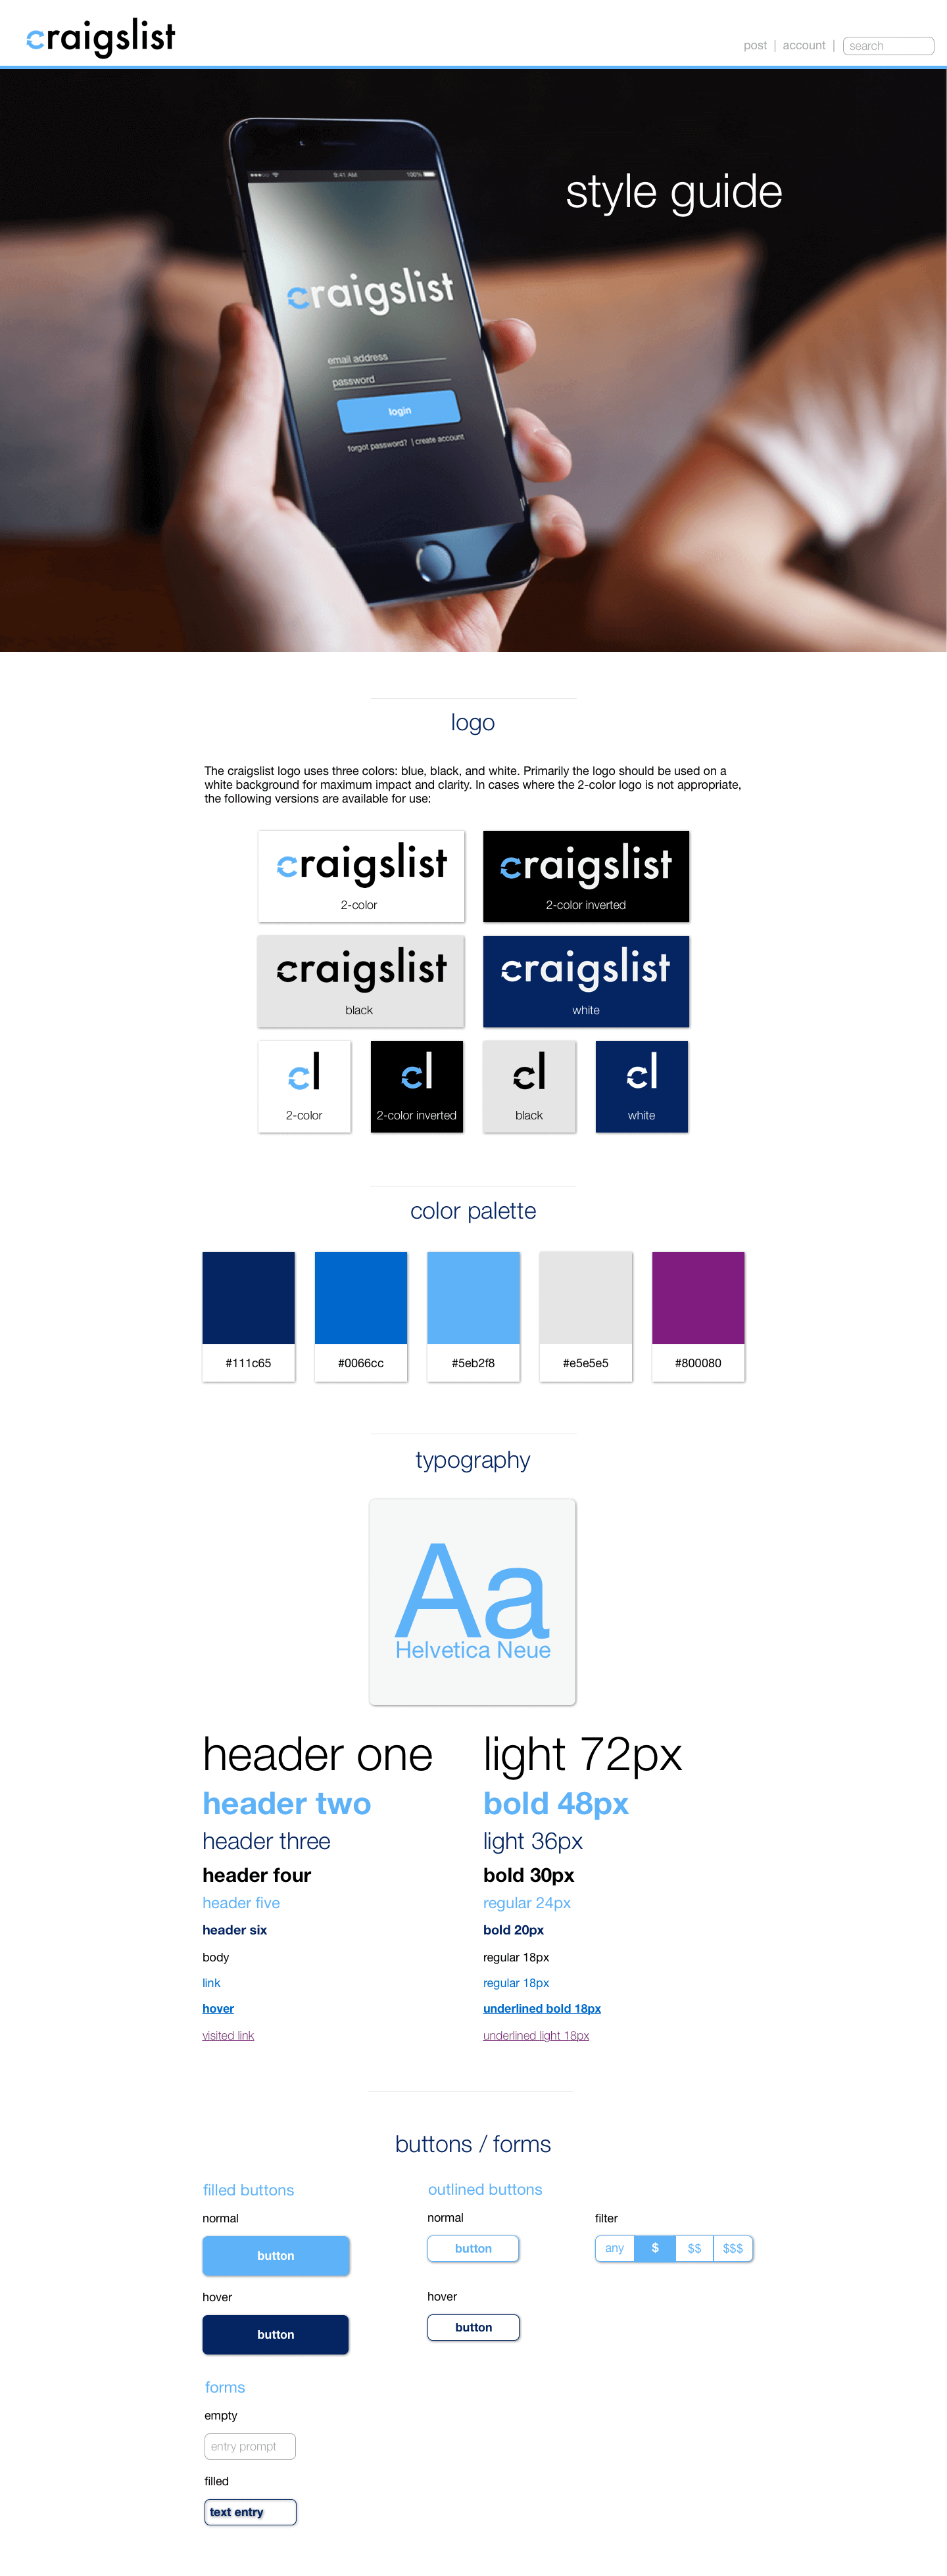 craigslist
post | account | search
style guide
9:41 AM 100%
craigslist
email address
password
login
forgot password? | create account
logo
The craigslist logo uses three colors: blue, black, and white. Primarily the logo should be used on a
white background for maximum impact and clarity. In cases where the 2-color logo is not appropriate,
the following versions are available for use:
craigslist craigslist
2-color 2-color inverted
craigslist craigslist
black white
cl cl cl cl
2-color 2-color inverted black white
color palette
#111c65 #0066cc #5eb2f8 #e5e5e5 #800080
typography
Aa
Helvetica Neue
header one light 72px
header two bold 48px
header three light 36px
header four bold 30px
header five regular 24px
header six bold 20px
body regular 18px
link regular 18px
hover underlined bold 18px
visited link underlined light 18px
buttons / forms
filled buttons outlined buttons
normal normal filter
button button any $ $$ $$$
hover hover
button button
forms
empty
entry prompt
filled
text entry